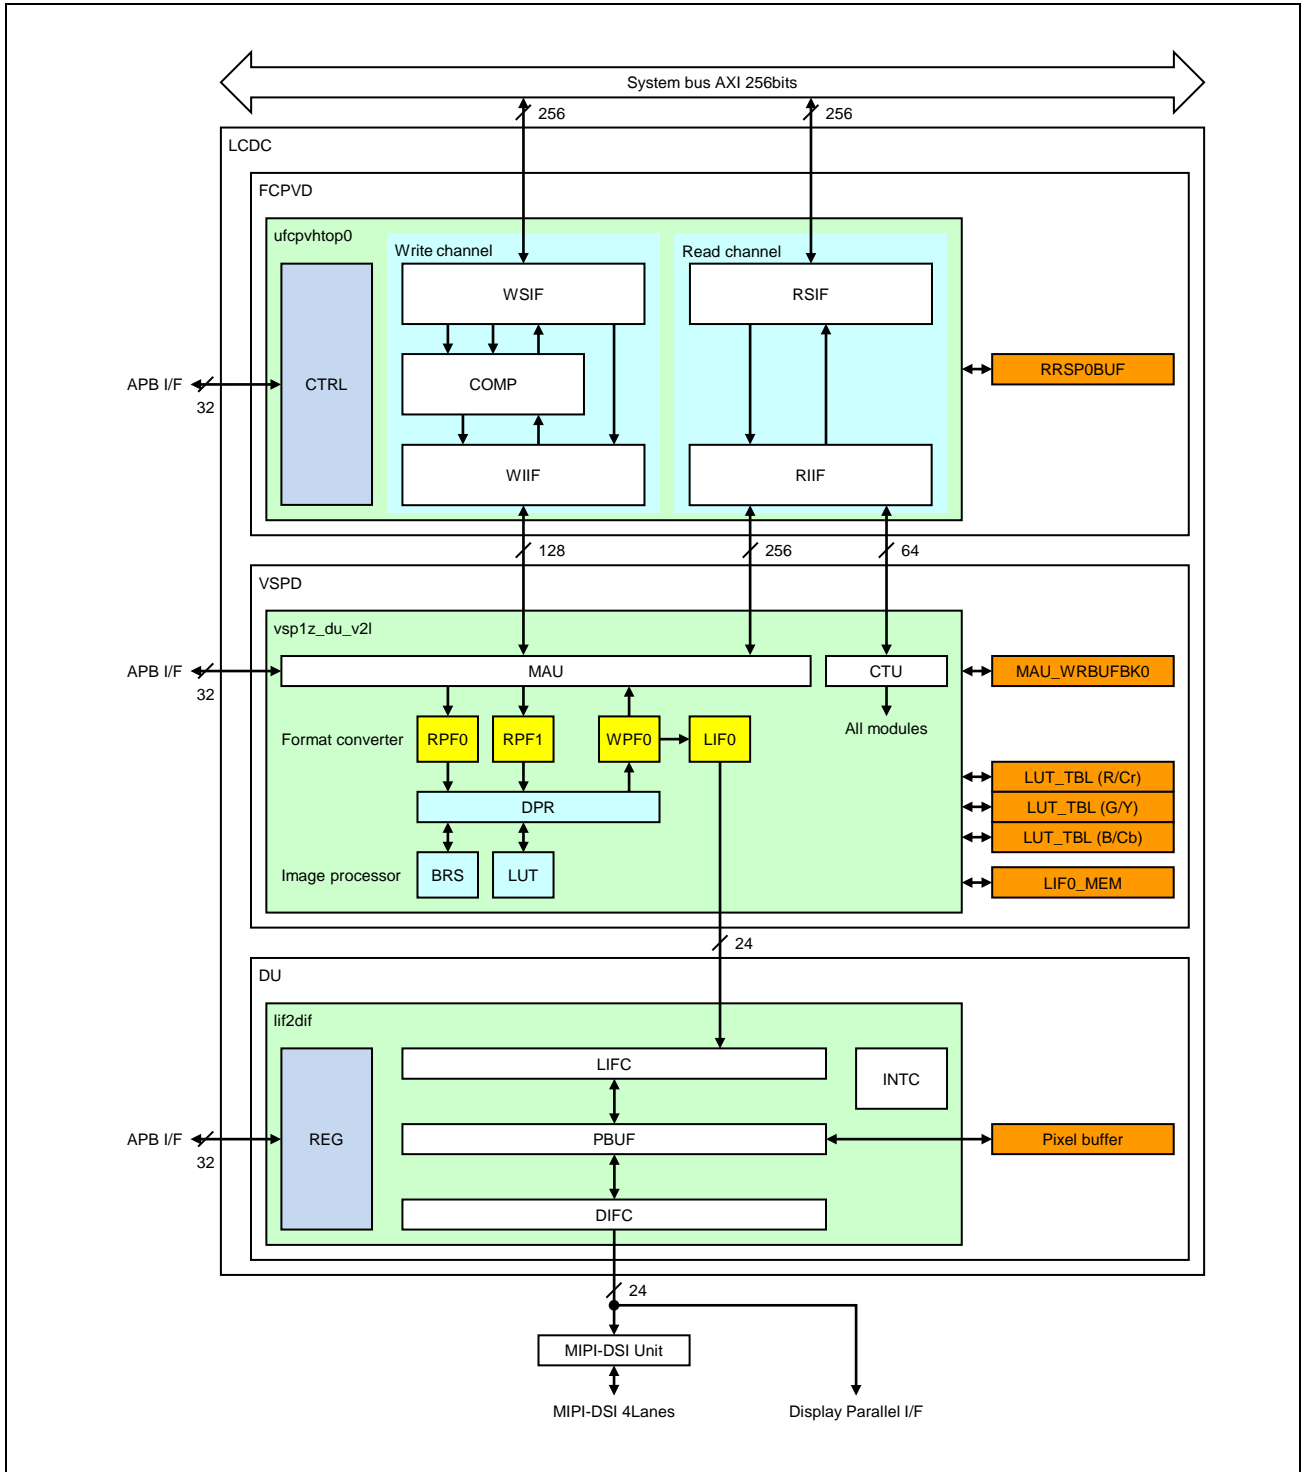 System bus AXI 256bits
256
256
LCDC
FCPVD
ufcpvhtop0
Write channel
Read channel
WSIF
RSIF
COMP
CTRL
RRSP0BUF
APB I/F
32
WIIF
RIIF
128
256
64
VSPD
vsp1z_du_v2l
APB I/F
32
MAU
CTU
MAU_WRBUFBK0
All modules
Format converter
RPF0
RPF1
WPF0
LIF0
LUT_TBL (R/Cr)
DPR
LUT_TBL (G/Y)
LUT_TBL (B/Cb)
Image processor
BRS
LUT
LIF0_MEM
24
DU
lif2dif
LIFC
INTC
APB I/F
32
REG
PBUF
Pixel buffer
DIFC
24
MIPI-DSI Unit
MIPI-DSI 4Lanes
Display Parallel I/F